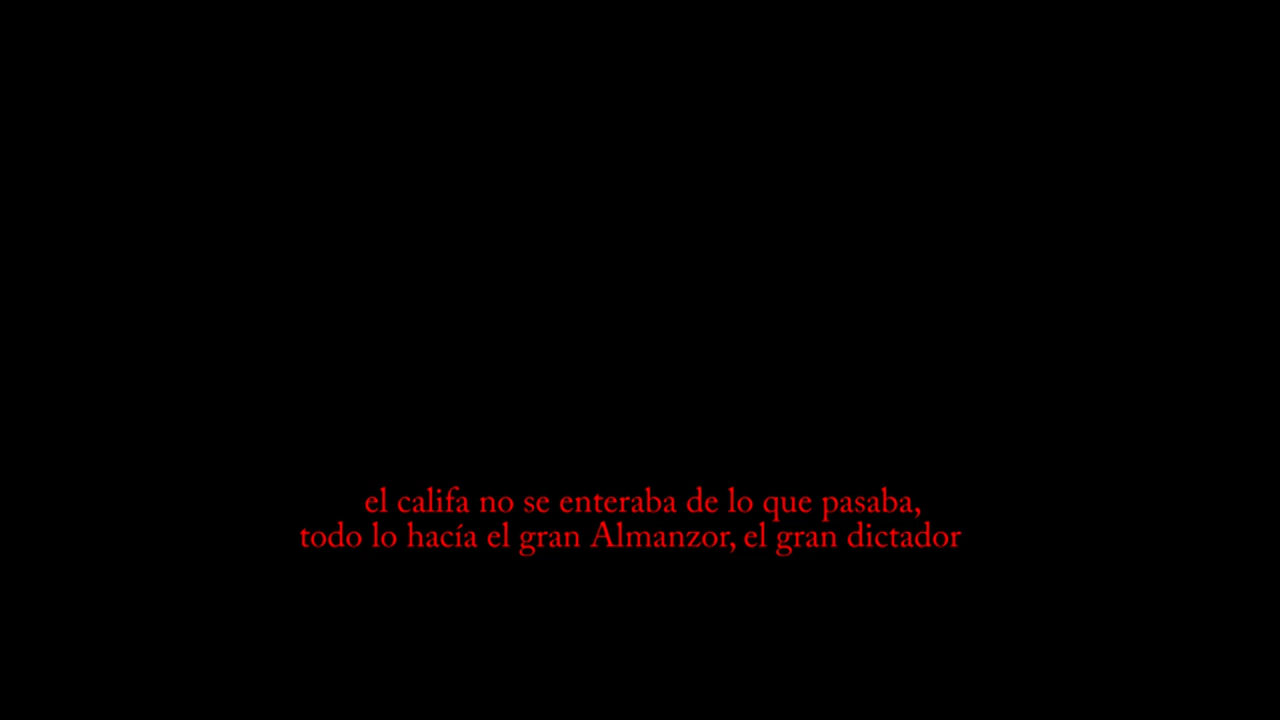 el califa no se enteraba de lo que pasaba,
todo lo hacía el gran Almanzor, el gran dictador